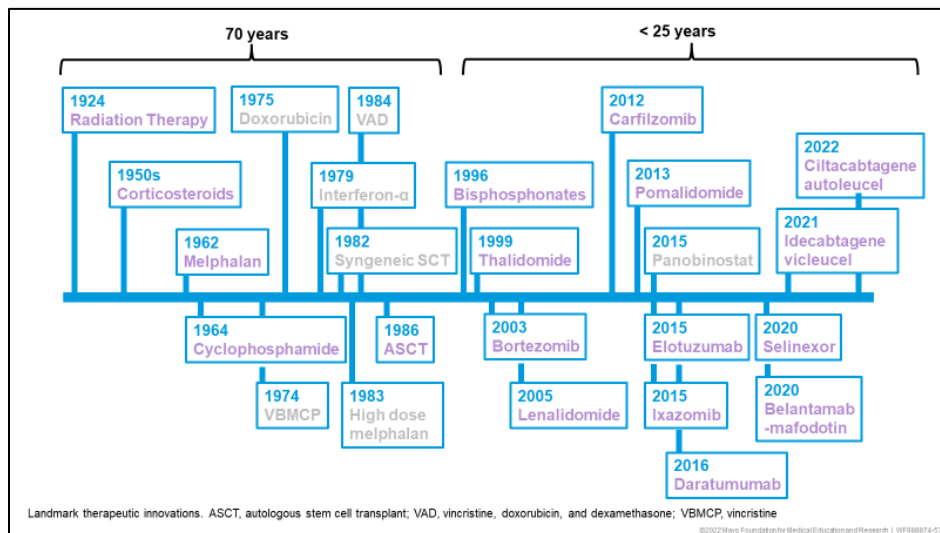 70 years
< 25 years
1924
Radiation Therapy
1975
Doxorubicin
1984
VAD
2012
Carfilzomib
2022
Ciltacabtagene
autoleucel
1950s
Corticosteroids
1979
Interferon-α
1996
Bisphosphonates
2013
Pomalidomide
2021
Idecabtagene
vicleucel
1962
Melphalan
1982
Syngeneic SCT
1999
Thalidomide
2015
Panobinostat
1964
Cyclophosphamide
1986
ASCT
2003
Bortezomib
2015
Elotuzumab
2020
Selinexor
1974
VBMCP
1983
High dose
melphalan
2005
Lenalidomide
2015
Ixazomib
2020
Belantamab
-mafodotin
2016
Daratumumab
Landmark therapeutic innovations. ASCT, autologous stem cell transplant; VAD, vincristine, doxorubicin, and dexamethasone; VBMCP, vincristine
©2022 Mayo Foundation for Medical Education and Research |